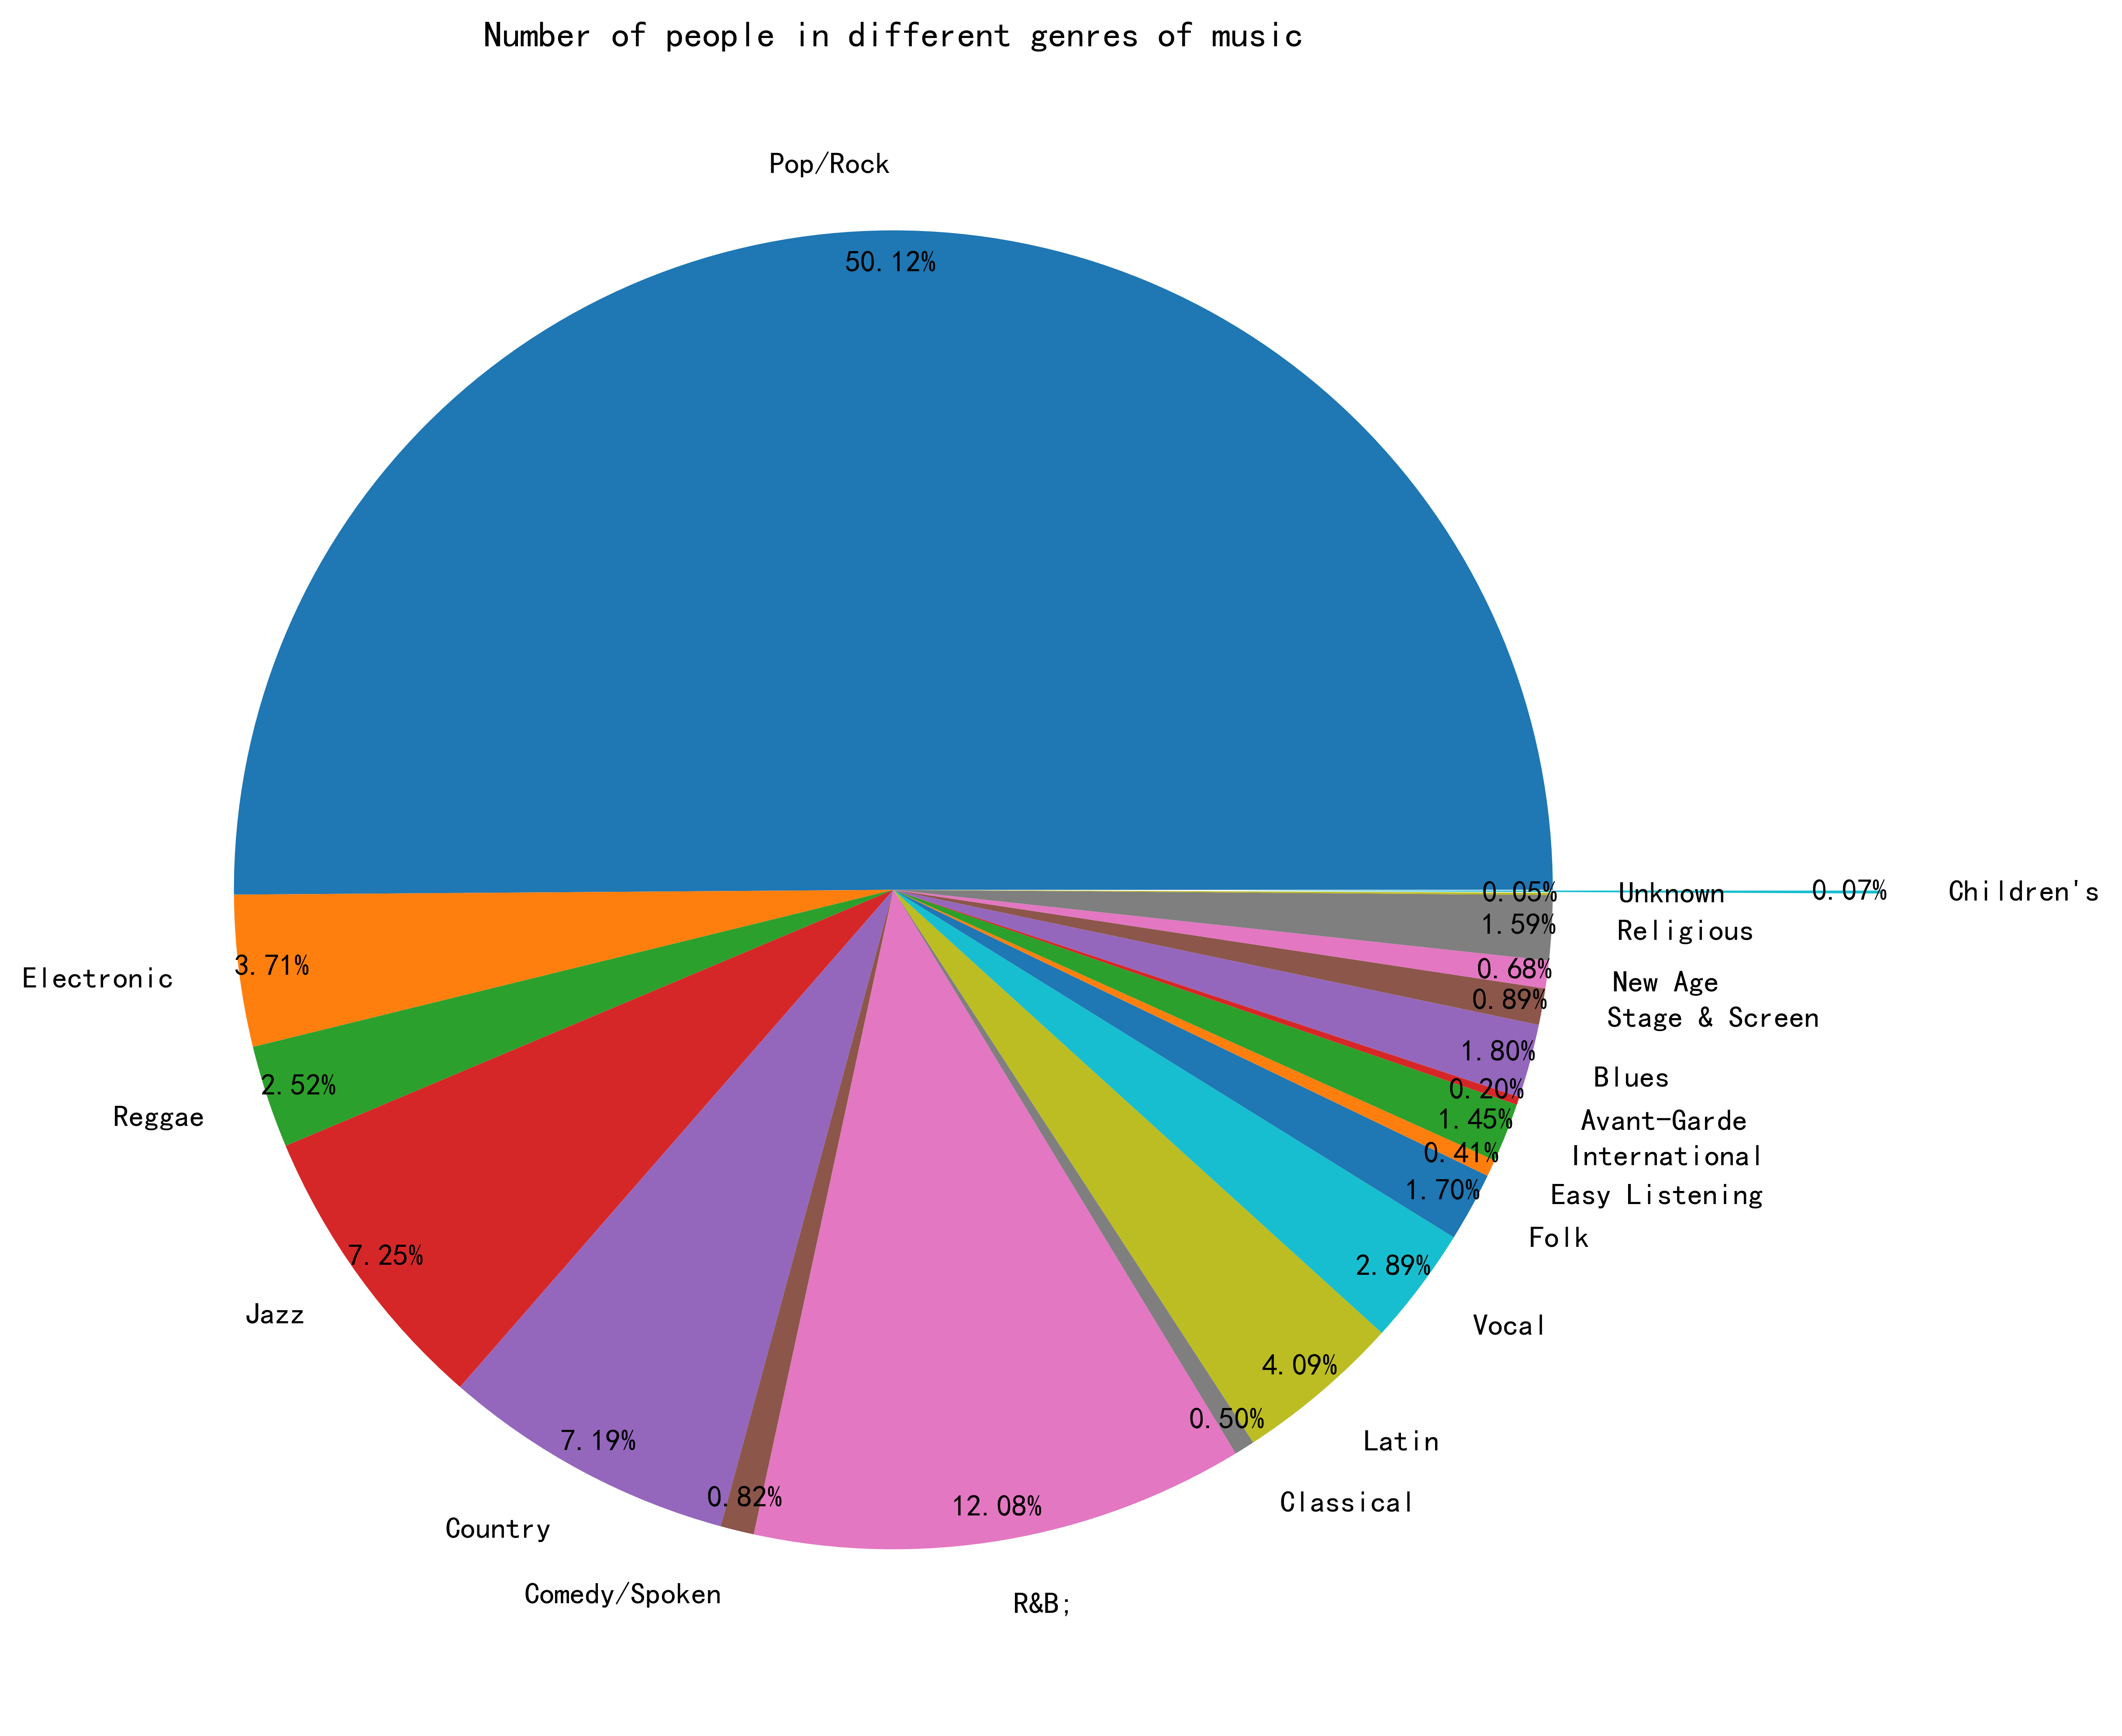 Number of people in different genres of music
Pop/Rock
50.12%
0.05%
Unknown
0.07%
Children's
1.59%
Religious
0.68%
New Age
0.89%
Stage & Screen
1.80%
Blues
0.20%
Avant-Garde
1.45%
International
0.41%
Easy Listening
1.70%
Folk
2.89%
Vocal
4.09%
Latin
0.50%
Classical
12.08%
R&B;
0.82%
Comedy/Spoken
7.19%
Country
7.25%
Jazz
2.52%
Reggae
3.71%
Electronic